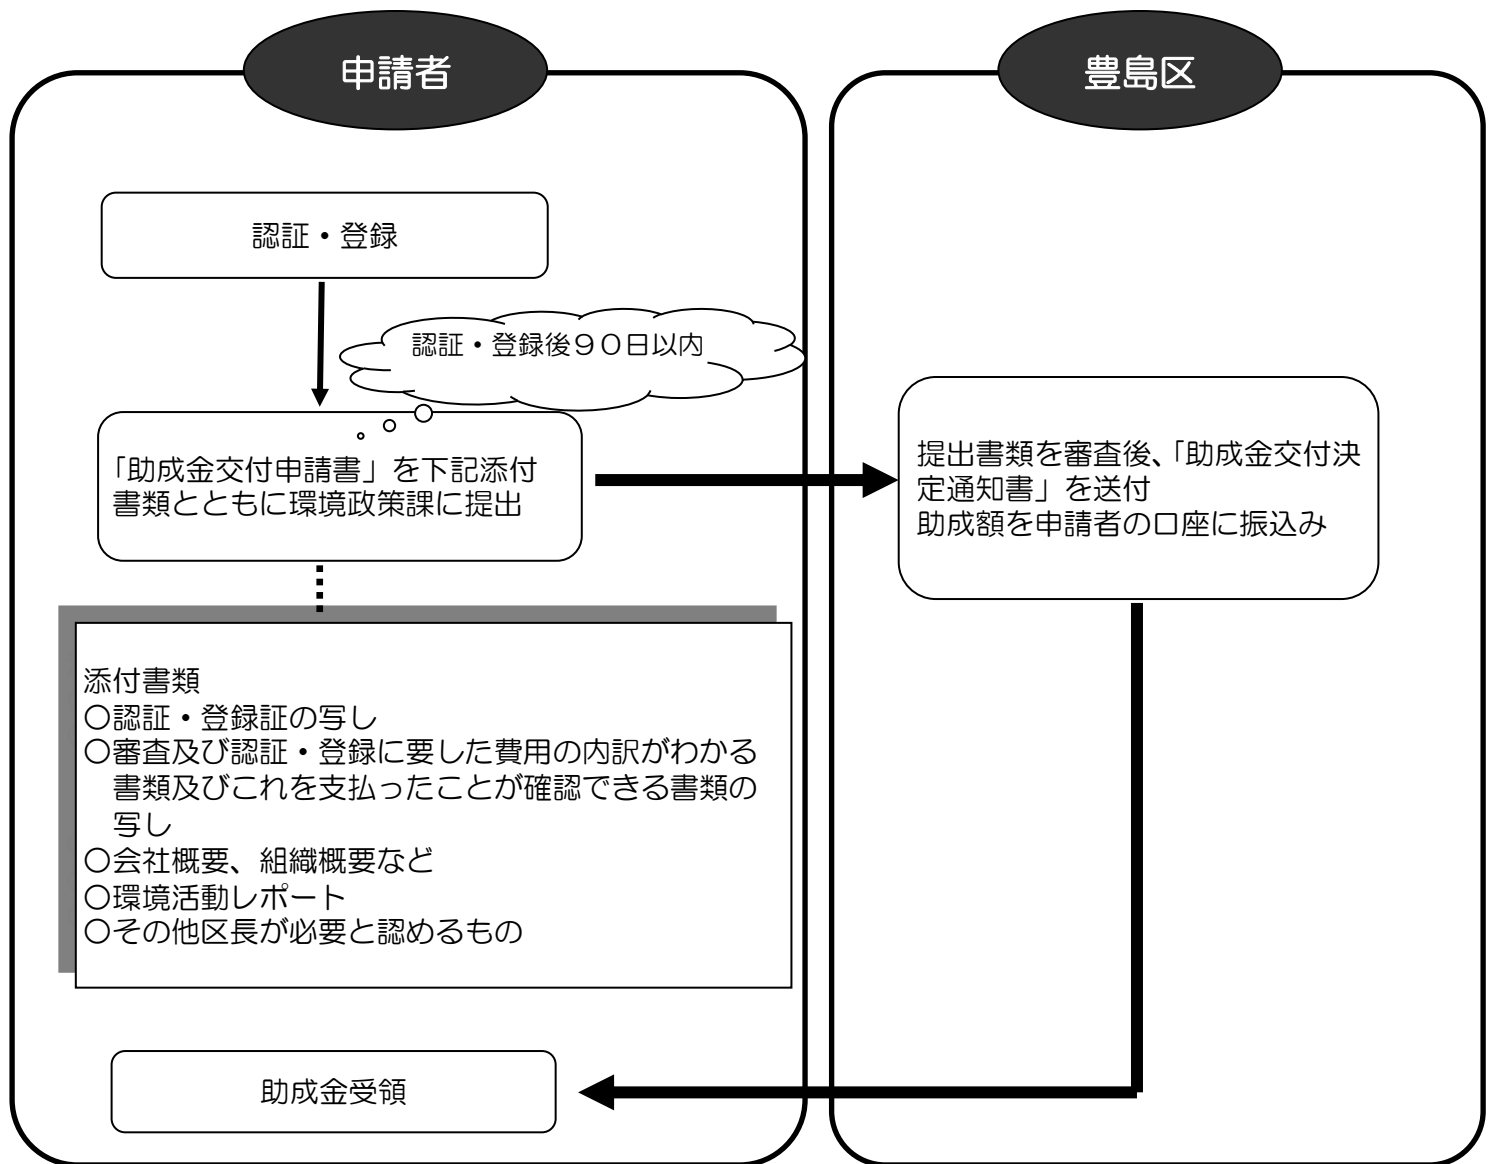 申請者
豊島区
認証・登録
認証・登録後９０日以内
「助成金交付申請書」を下記添付
書類とともに環境政策課に提出
提出書類を審査後、「助成金交付決
定通知書」を送付
助成額を申請者の口座に振込み
添付書類
○認証・登録証の写し
○審査及び認証・登録に要した費用の内訳がわかる
書類及びこれを支払ったことが確認できる書類の
写し
○会社概要、組織概要など
○環境活動レポート
○その他区長が必要と認めるもの
助成金受領